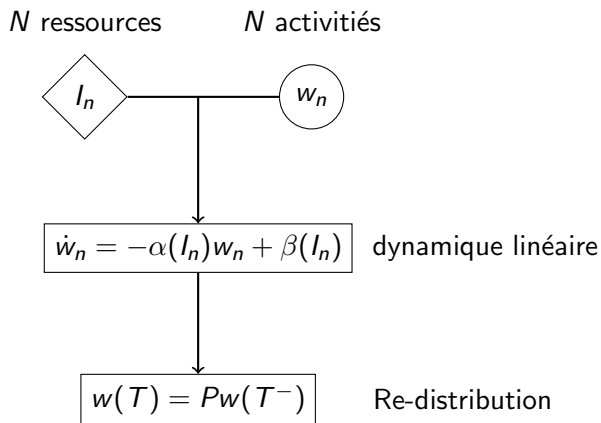 N ressources N activitiés
I_n w_n
ẇ_n = −α(I_n)w_n + β(I_n) dynamique linéaire
w(T) = Pw(T⁻) Re-distribution